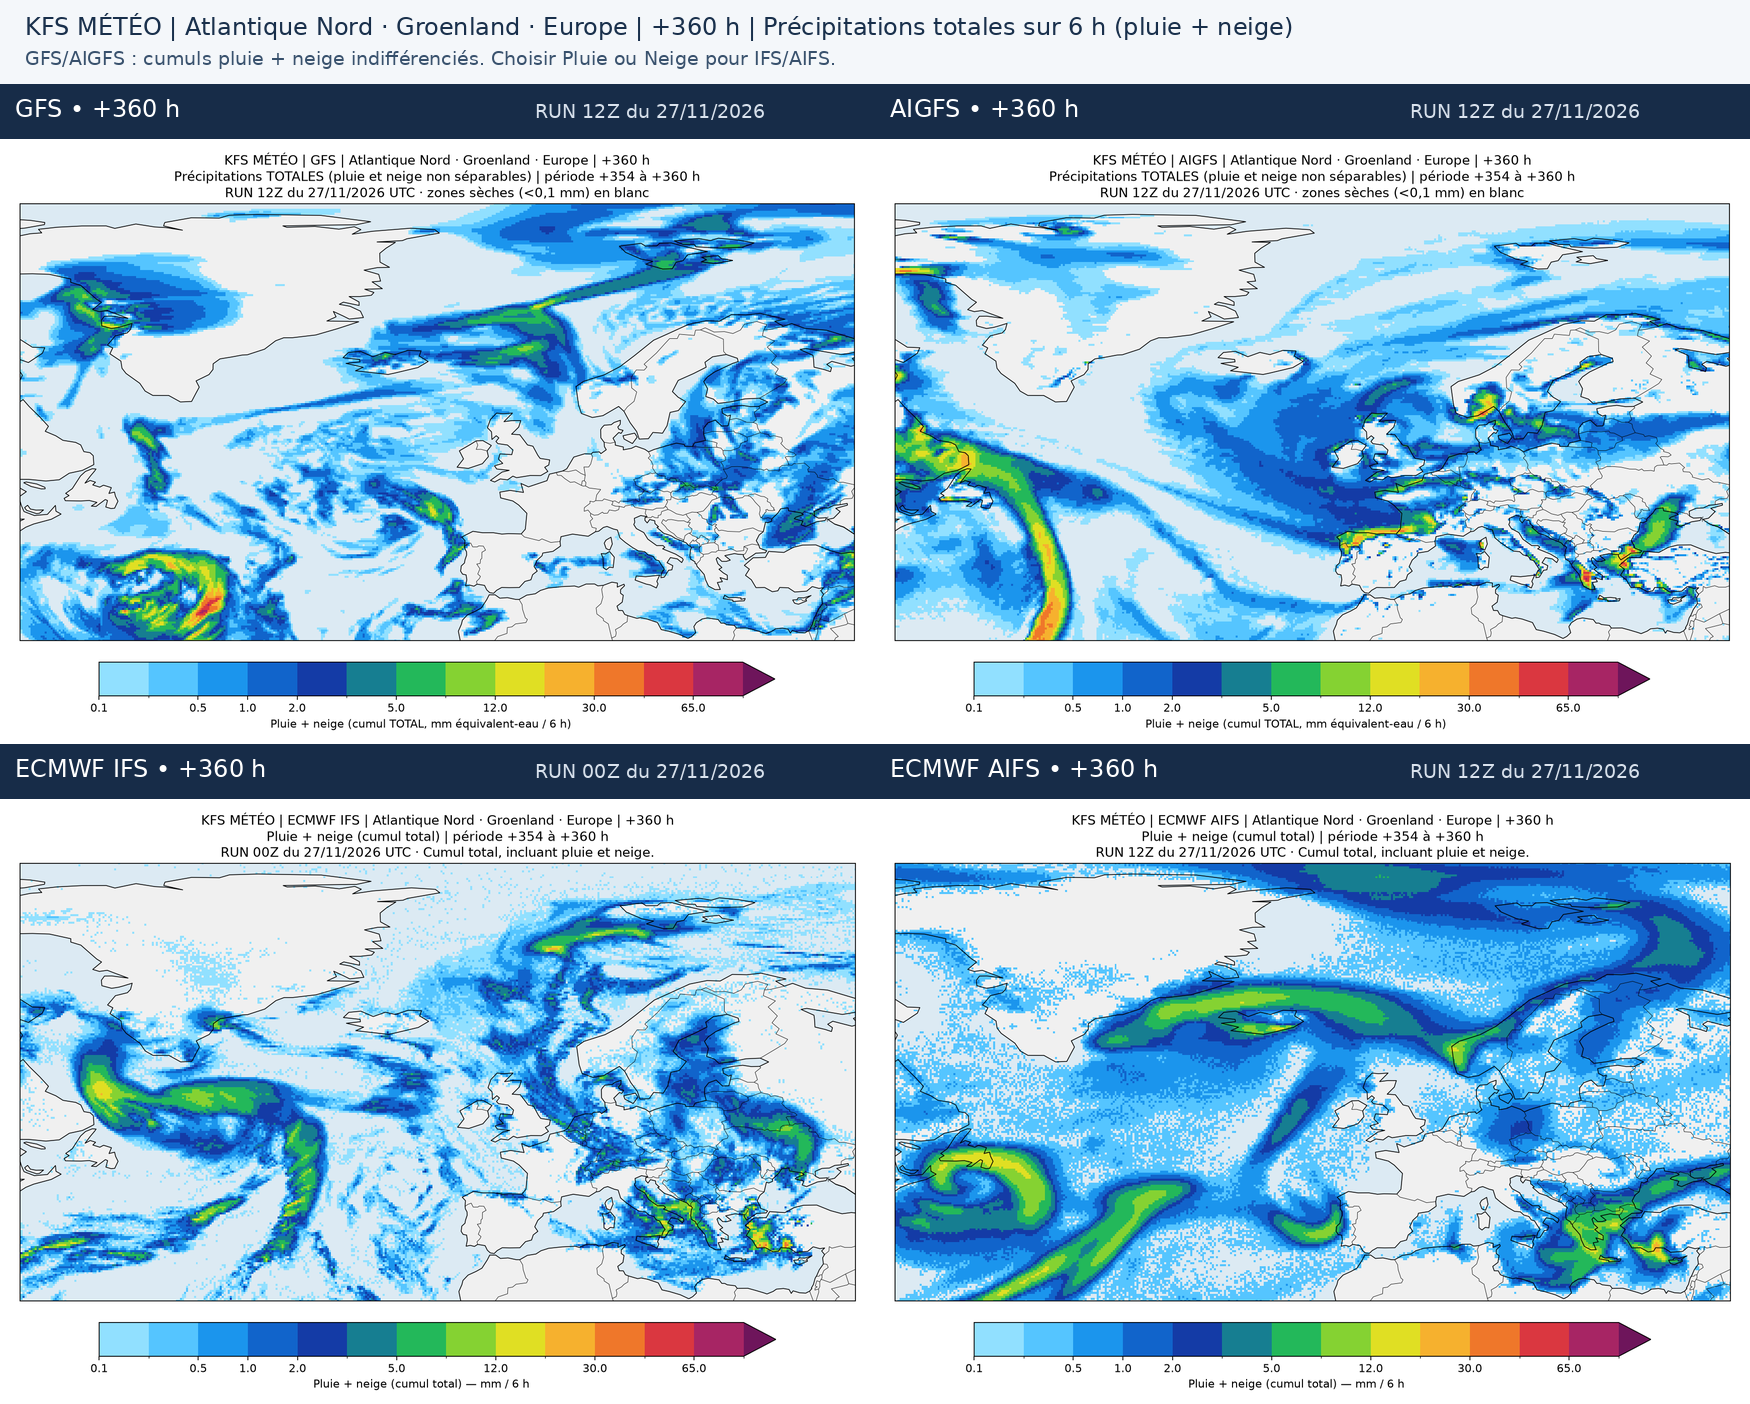 KFS MÉTÉO | Atlantique Nord · Groenland · Europe | +360 h | Précipitations totales sur 6 h (pluie + neige)
GFS/AIGFS : cumuls pluie + neige indifférenciés. Choisir Pluie ou Neige pour IFS/AIFS.
GFS • +360 h
RUN 12Z du 27/11/2026
AIGFS • +360 h
RUN 12Z du 27/11/2026
KFS MÉTÉO | GFS | Atlantique Nord · Groenland · Europe | +360 h
Précipitations TOTALES (pluie et neige non séparables) | période +354 à +360 h
RUN 12Z du 27/11/2026 UTC · zones sèches (<0,1 mm) en blanc
KFS MÉTÉO | AIGFS | Atlantique Nord · Groenland · Europe | +360 h
Précipitations TOTALES (pluie et neige non séparables) | période +354 à +360 h
RUN 12Z du 27/11/2026 UTC · zones sèches (<0,1 mm) en blanc
0.1 0.5 1.0 2.0 5.0 12.0 30.0 65.0
Pluie + neige (cumul TOTAL, mm équivalent-eau / 6 h)
0.1 0.5 1.0 2.0 5.0 12.0 30.0 65.0
Pluie + neige (cumul TOTAL, mm équivalent-eau / 6 h)
ECMWF IFS • +360 h
RUN 00Z du 27/11/2026
ECMWF AIFS • +360 h
RUN 12Z du 27/11/2026
KFS MÉTÉO | ECMWF IFS | Atlantique Nord · Groenland · Europe | +360 h
Pluie + neige (cumul total) | période +354 à +360 h
RUN 00Z du 27/11/2026 UTC · Cumul total, incluant pluie et neige.
KFS MÉTÉO | ECMWF AIFS | Atlantique Nord · Groenland · Europe | +360 h
Pluie + neige (cumul total) | période +354 à +360 h
RUN 12Z du 27/11/2026 UTC · Cumul total, incluant pluie et neige.
0.1 0.5 1.0 2.0 5.0 12.0 30.0 65.0
Pluie + neige (cumul total) — mm / 6 h
0.1 0.5 1.0 2.0 5.0 12.0 30.0 65.0
Pluie + neige (cumul total) — mm / 6 h